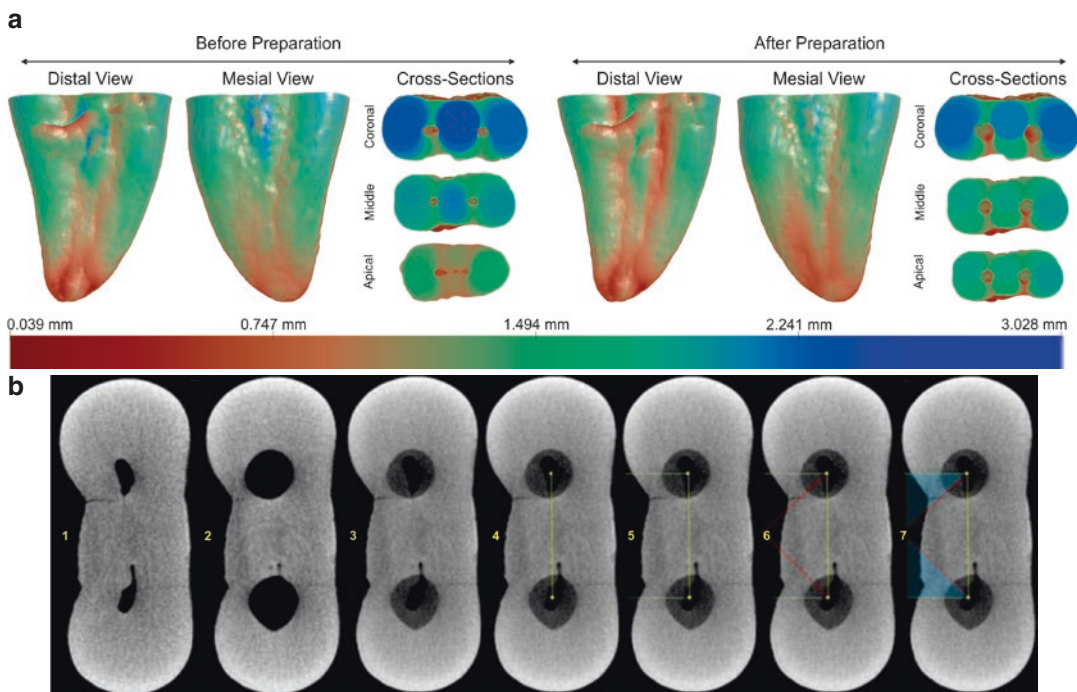 a
Before Preparation
After Preparation
Distal View Mesial View Cross-Sections
Distal View Mesial View Cross-Sections
Coronal
Middle
Apical
Coronal
Middle
Apical
0.039 mm 0.747 mm 1.494 mm 2.241 mm 3.028 mm
b
1 2 3 4 5 6 7